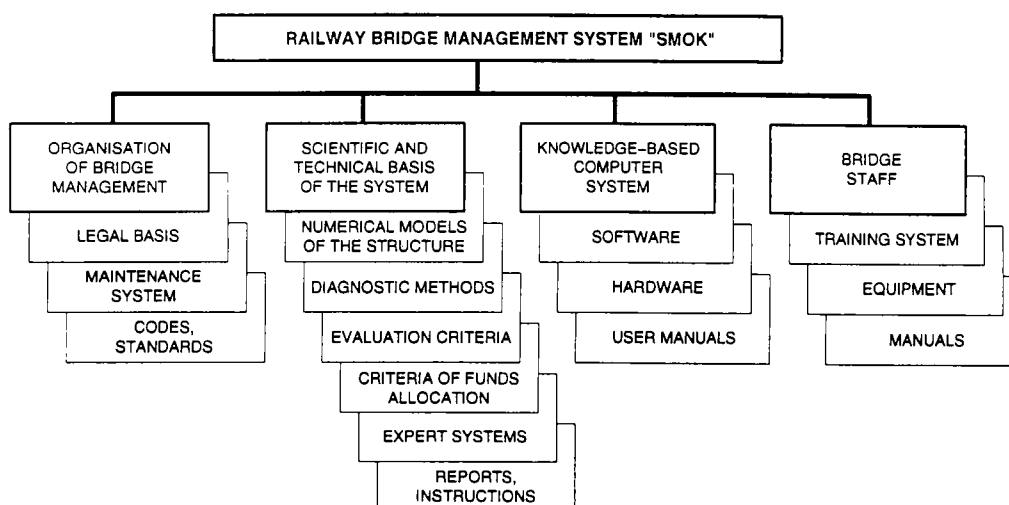 RAILWAY BRIDGE MANAGEMENT SYSTEM "SMOK"
ORGANISATION
OF BRIDGE
MANAGEMENT
LEGAL BASIS
MAINTENANCE
SYSTEM
CODES,
STANDARDS
SCIENTIFIC AND
TECHNICAL BASIS
OF THE SYSTEM
NUMERICAL MODELS
OF THE STRUCTURE
DIAGNOSTIC METHODS
EVALUATION CRITERIA
CRITERIA OF FUNDS
ALLOCATION
EXPERT SYSTEMS
REPORTS,
INSTRUCTIONS
KNOWLEDGE-BASED
COMPUTER
SYSTEM
SOFTWARE
HARDWARE
USER MANUALS
BRIDGE
STAFF
TRAINING SYSTEM
EQUIPMENT
MANUALS